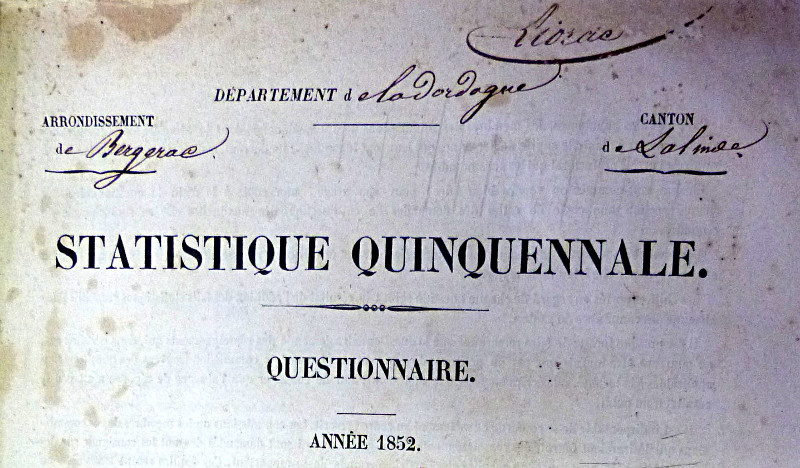 Liorac
DÉPARTEMENT de la dordogne
ARRONDISSEMENT
de Bergerac.
CANTON
de Lalinde.
STATISTIQUE QUINQUENNALE.
QUESTIONNAIRE.
ANNÉE 1852.